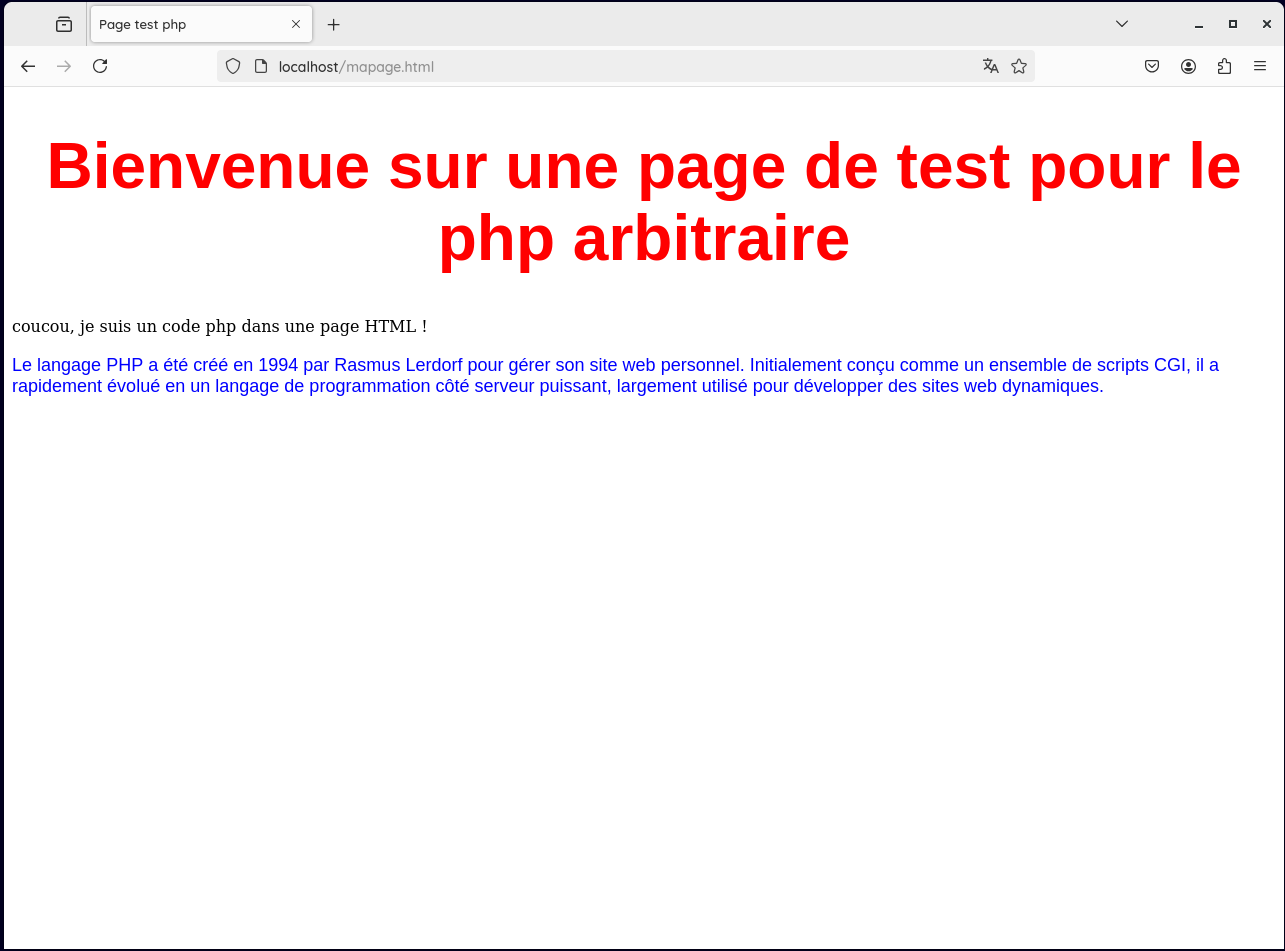 Page test php
localhost/mapage.html
Bienvenue sur une page de test pour le
php arbitraire
coucou, je suis un code php dans une page HTML !
Le langage PHP a été créé en 1994 par Rasmus Lerdorf pour gérer son site web personnel. Initialement conçu comme un ensemble de scripts CGI, il a
rapidement évolué en un langage de programmation côté serveur puissant, largement utilisé pour développer des sites web dynamiques.